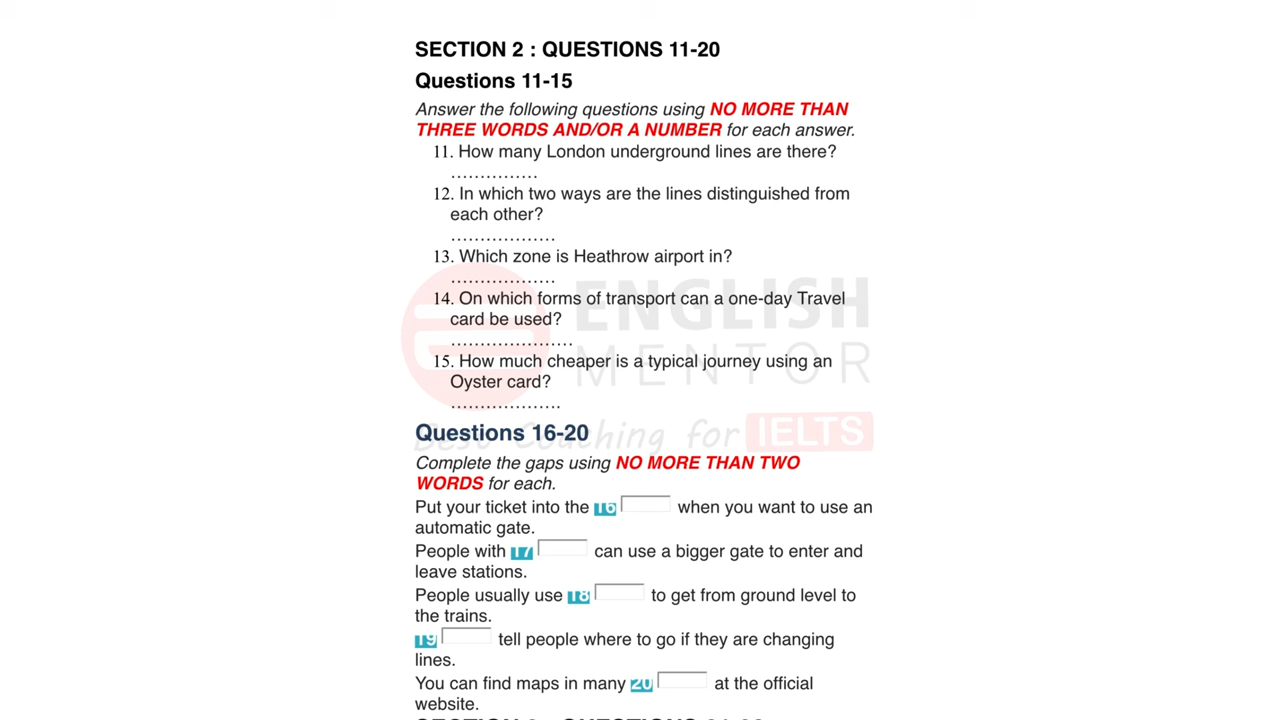 SECTION 2 : QUESTIONS 11-20
Questions 11-15
Answer the following questions using NO MORE THAN
THREE WORDS AND/OR A NUMBER for each answer.
11. How many London underground lines are there?
……………
12. In which two ways are the lines distinguished from
each other?
………………
13. Which zone is Heathrow airport in?
………………
14. On which forms of transport can a one-day Travel
card be used?
…………………
15. How much cheaper is a typical journey using an
Oyster card?
……………….
ENGLISH
MENTOR
Best Coaching for IELTS
Questions 16-20
Complete the gaps using NO MORE THAN TWO
WORDS for each.
Put your ticket into the 16 when you want to use an
automatic gate.
People with 17 can use a bigger gate to enter and
leave stations.
People usually use 18 to get from ground level to
the trains.
19 tell people where to go if they are changing
lines.
You can find maps in many 20 at the official
website.